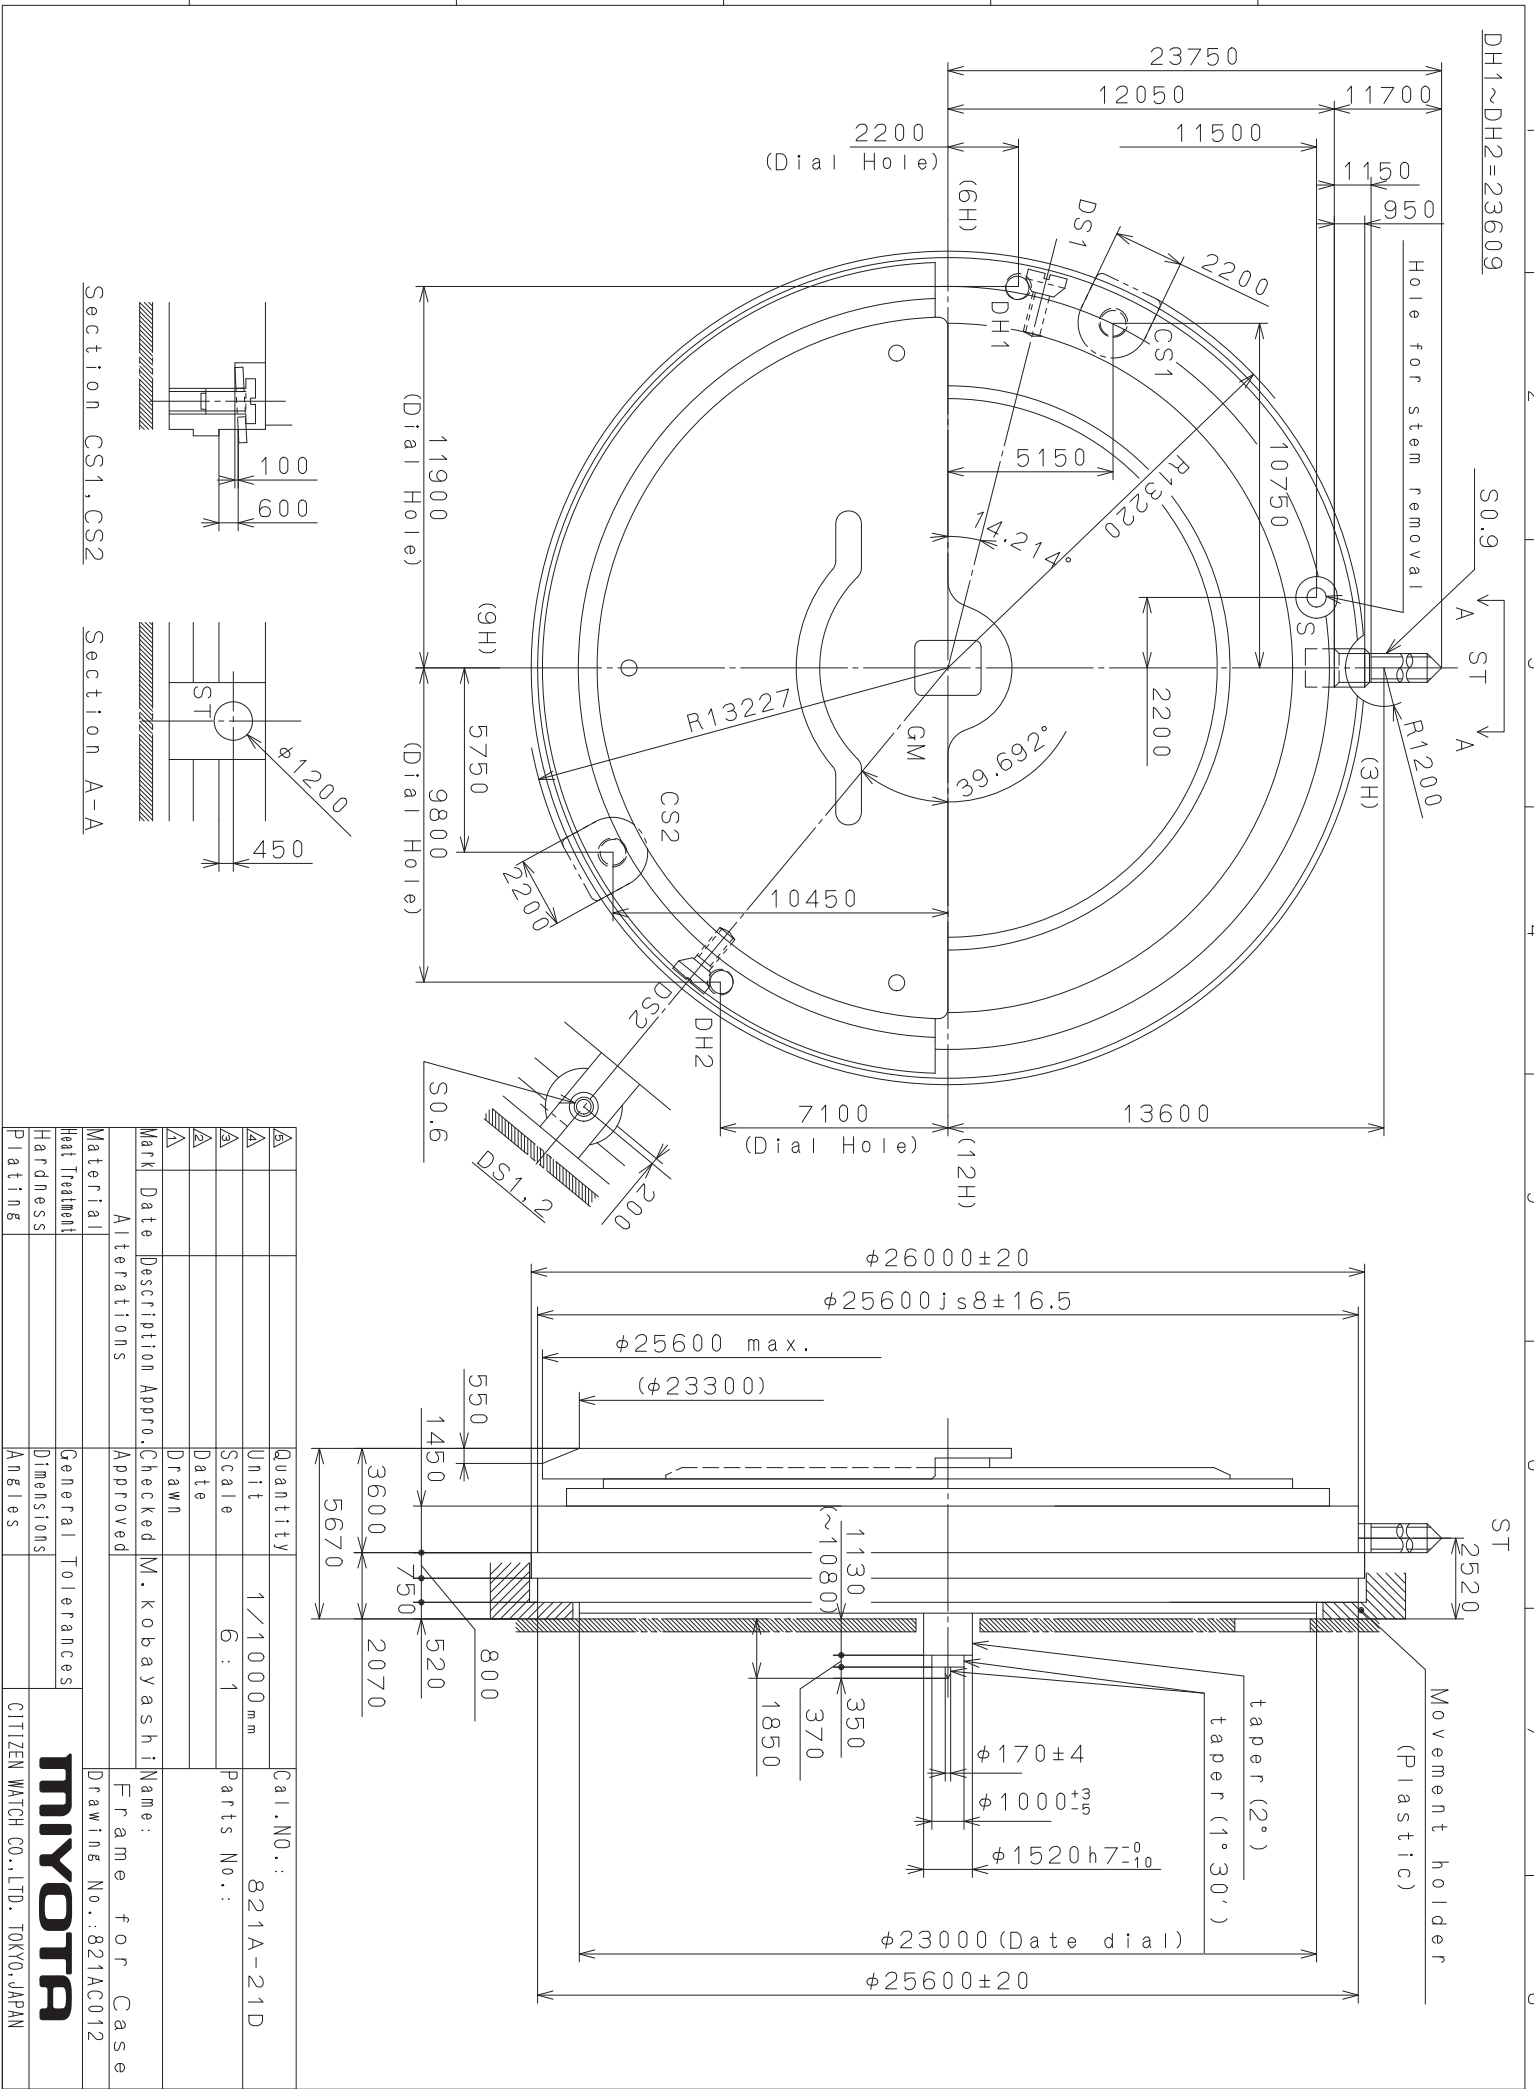 DH1~DH2=23609
23750
12050
11700
2200
(Dial Hole)
11500
1150
950
Hole for stem removal
S0.9
A
ST
A
(6H)
DS1
2200
DH1
CS1
5150
R13220
10750
14.214°
S
2200
R1200
(3H)
GM
39.692°
R13227
(9H)
11900
(Dial Hole)
5750
9800
(Dial Hole)
CS2
2200
10450
DS2
DH2
S0.6
7100
(Dial Hole)
13600
(12H)
200
DS1,2
100
600
Section CS1,CS2
ST
φ1200
450
Section A-A
φ26000±20
φ25600js8±16.5
φ25600 max.
(φ23300)
550
1450
3600
5670
750
2070
520
800
1130
(~1080)
350
370
1850
ST
2520
Movement holder
(Plastic)
taper(2°)
taper(1°30′)
φ170±4
φ1000+3-5
φ1520h7-0-10
φ23000(Date dial)
φ25600±20
5
4
3
2
1
Mark Date Description Appro.
Alterations
Material
Heat Treatment
Hardness
Plating
Quantity
Unit 1/1000mm
Scale 6:1
Date
Drawn
Checked M.kobayashi
Approved
General Tolerances
Dimensions
Angles
Cal.NO.: 821A-21D
Parts No.:
Name:
Frame for Case
Drawing No.:821AC012
MIYOTA
CITIZEN WATCH CO.,LTD. TOKYO,JAPAN